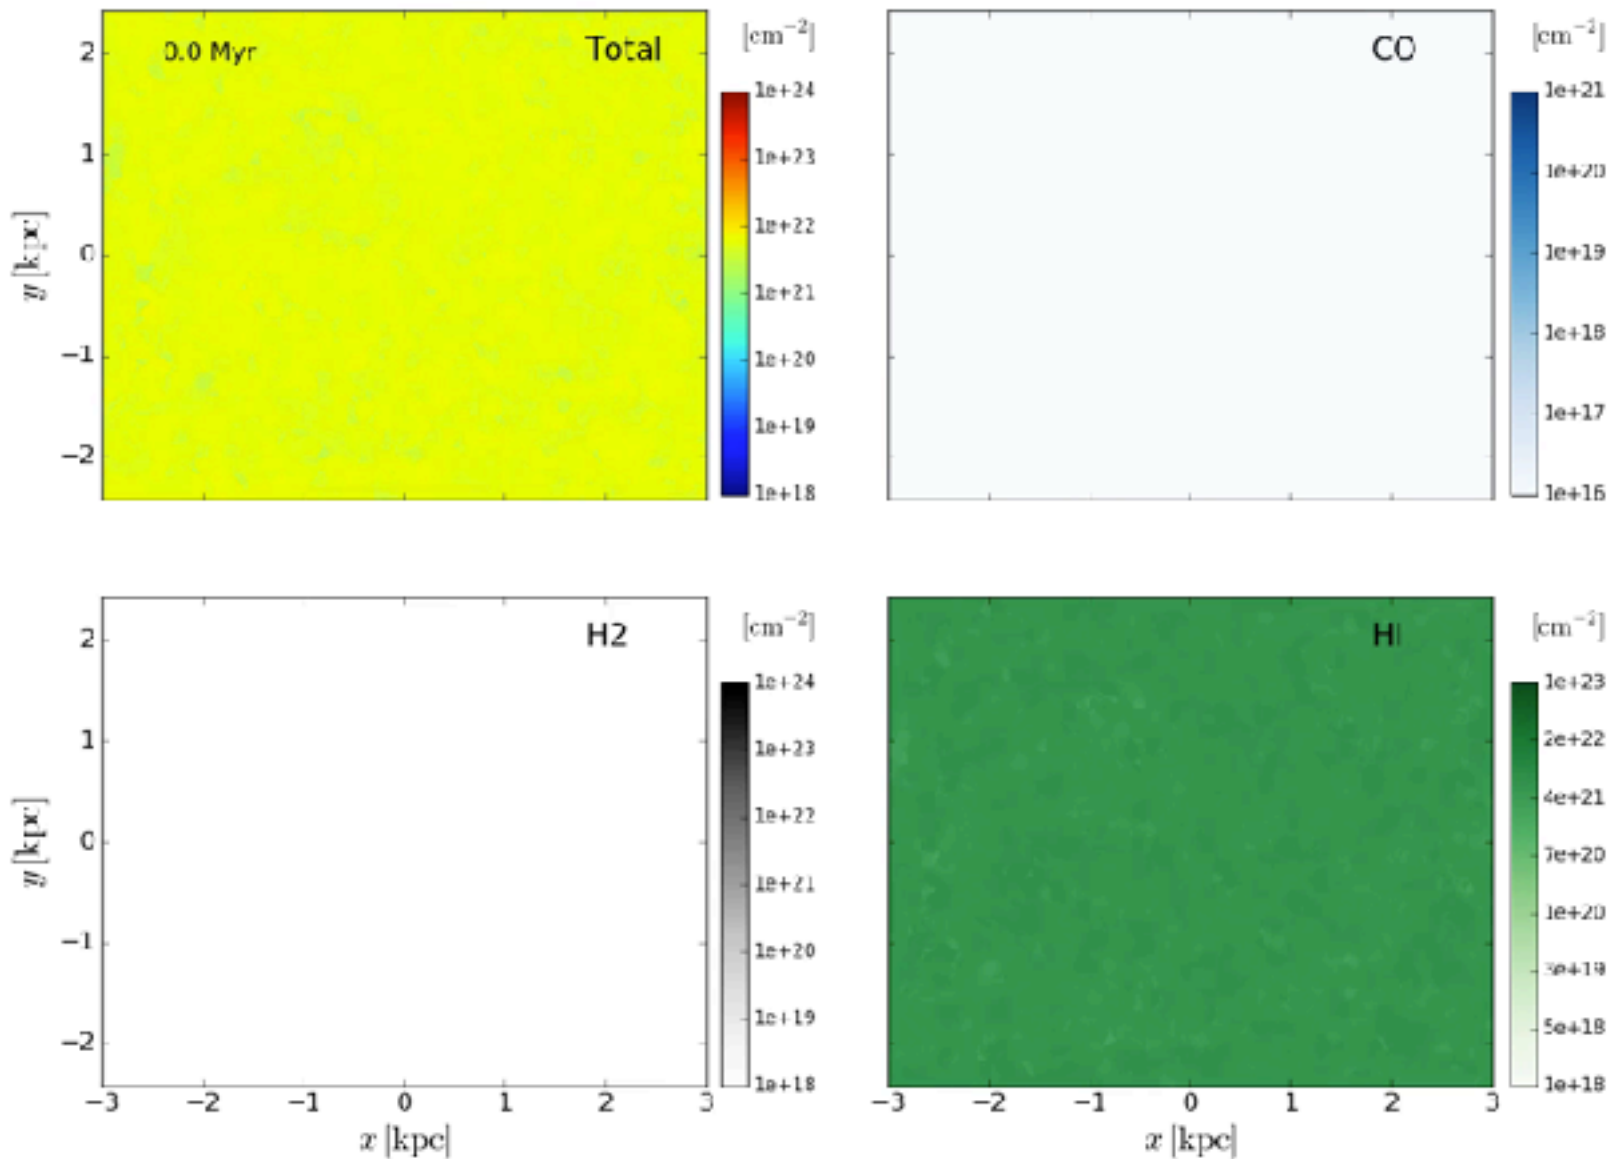 [cm⁻²]
[cm⁻²]
0.0 Myr
Total
CO
2
1
0
−1
−2
y [kpc]
1e+24
1e+23
1e+22
1e+21
1e+20
1e+19
1e+18
1e+21
1e+20
1e+19
1e+18
1e+17
1e+16
[cm⁻²]
[cm⁻²]
H2
HI
2
1
0
−1
−2
y [kpc]
1e+24
1e+23
1e+22
1e+21
1e+20
1e+19
1e+18
1e+23
2e+22
4e+21
7e+20
1e+20
3e+19
5e+18
1e+18
−3 −2 −1 0 1 2 3
−3 −2 −1 0 1 2 3
x [kpc]
x [kpc]